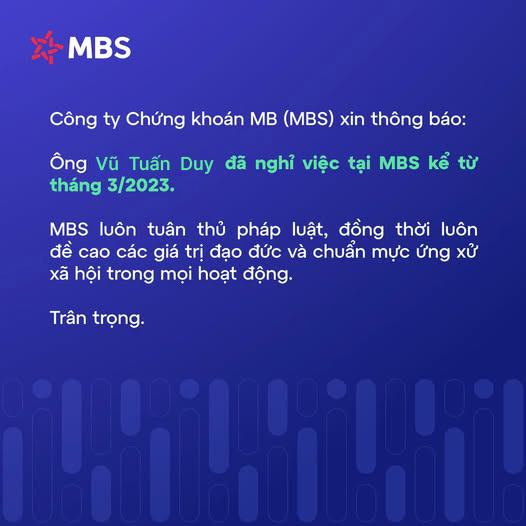 MBS
Công ty Chứng khoán MB (MBS) xin thông báo:
Ông Vũ Tuấn Duy đã nghỉ việc tại MBS kể từ
tháng 3/2023.
MBS luôn tuân thủ pháp luật, đồng thời luôn
đề cao các giá trị đạo đức và chuẩn mực ứng xử
xã hội trong mọi hoạt động.
Trân trọng.